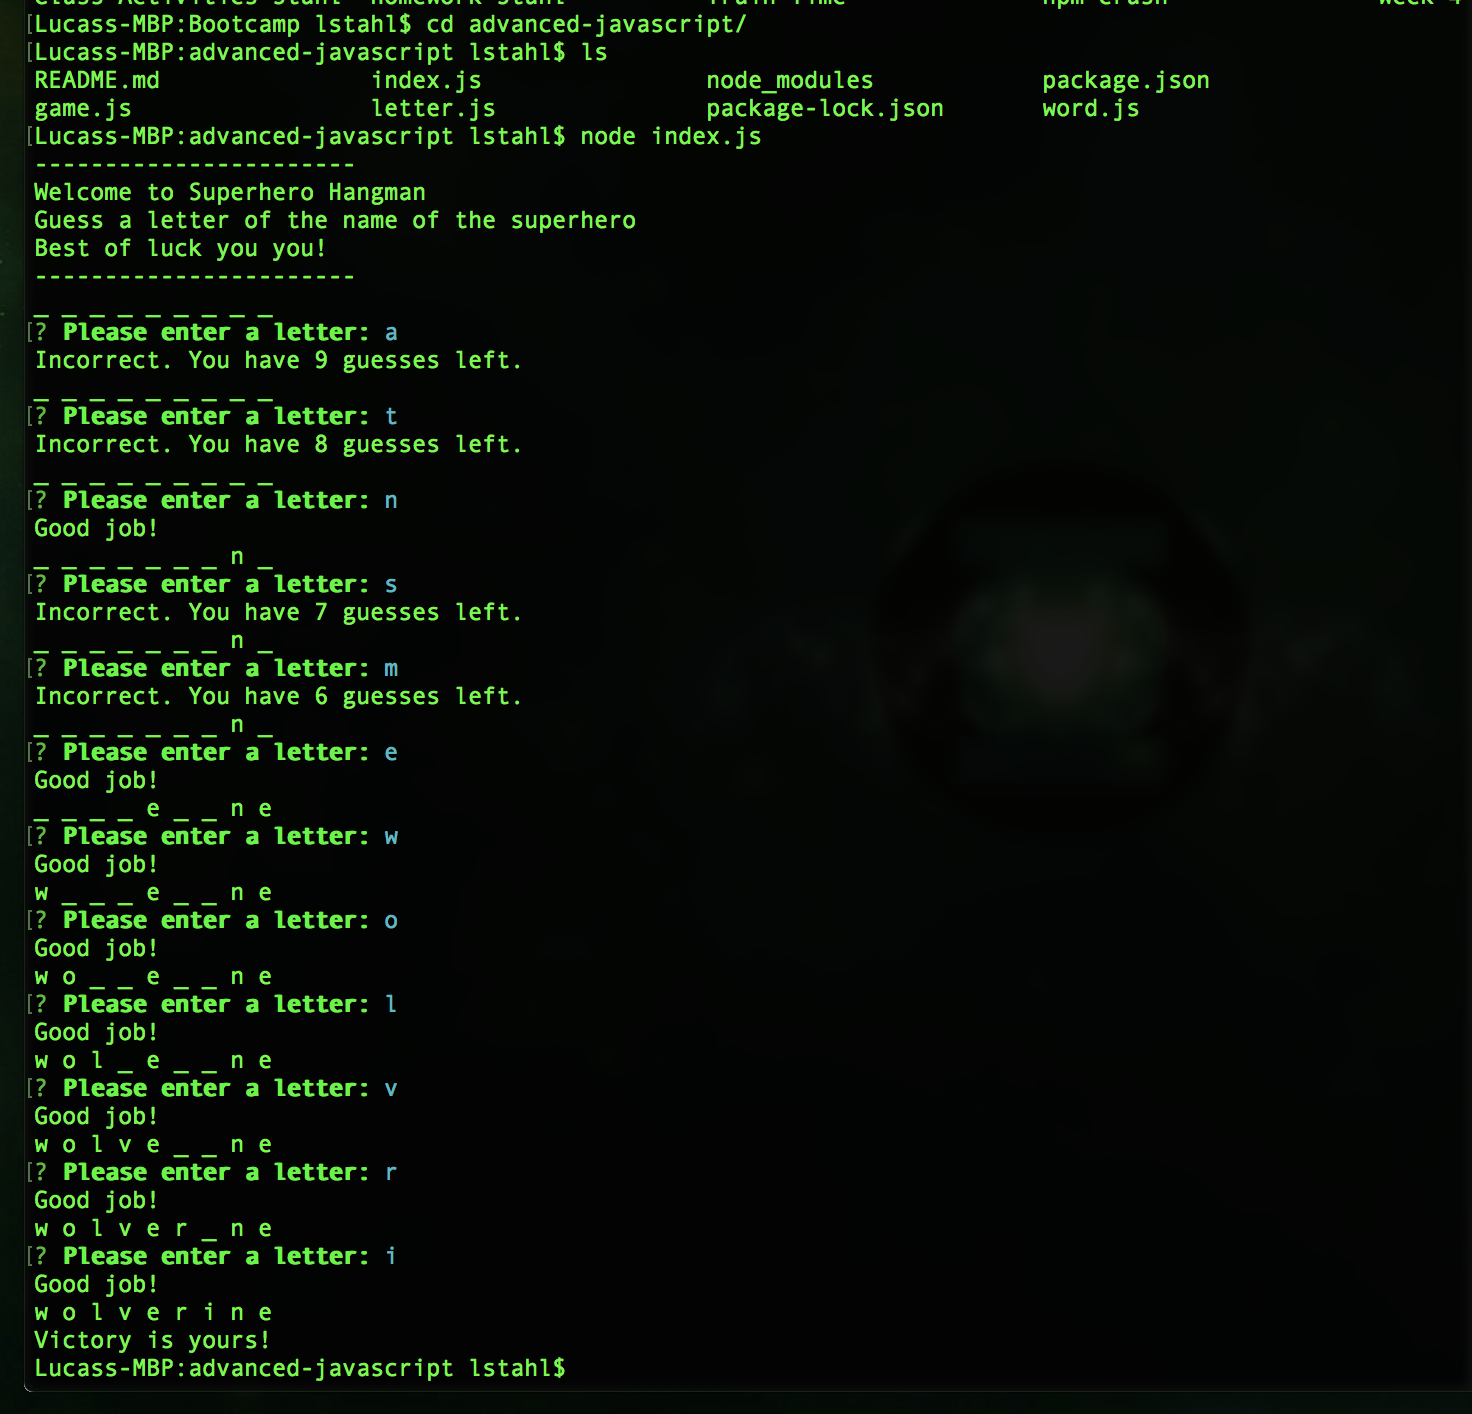 [Lucass-MBP:Bootcamp lstahl$ cd advanced-javascript/
[Lucass-MBP:advanced-javascript lstahl$ ls
README.md index.js node_modules package.json
game.js letter.js package-lock.json word.js
[Lucass-MBP:advanced-javascript lstahl$ node index.js
-----------------------
Welcome to Superhero Hangman
Guess a letter of the name of the superhero
Best of luck you you!
-----------------------
_ _ _ _ _ _ _ _ _
[? Please enter a letter: a
Incorrect. You have 9 guesses left.
_ _ _ _ _ _ _ _ _
[? Please enter a letter: t
Incorrect. You have 8 guesses left.
_ _ _ _ _ _ _ _ _
[? Please enter a letter: n
Good job!
_ _ _ _ _ _ _ n _
[? Please enter a letter: s
Incorrect. You have 7 guesses left.
_ _ _ _ _ _ _ n _
[? Please enter a letter: m
Incorrect. You have 6 guesses left.
_ _ _ _ _ _ _ n _
[? Please enter a letter: e
Good job!
_ _ _ _ e _ _ n e
[? Please enter a letter: w
Good job!
w _ _ _ e _ _ n e
[? Please enter a letter: o
Good job!
w o _ _ e _ _ n e
[? Please enter a letter: l
Good job!
w o l _ e _ _ n e
[? Please enter a letter: v
Good job!
w o l v e _ _ n e
[? Please enter a letter: r
Good job!
w o l v e r _ n e
[? Please enter a letter: i
Good job!
w o l v e r i n e
Victory is yours!
Lucass-MBP:advanced-javascript lstahl$